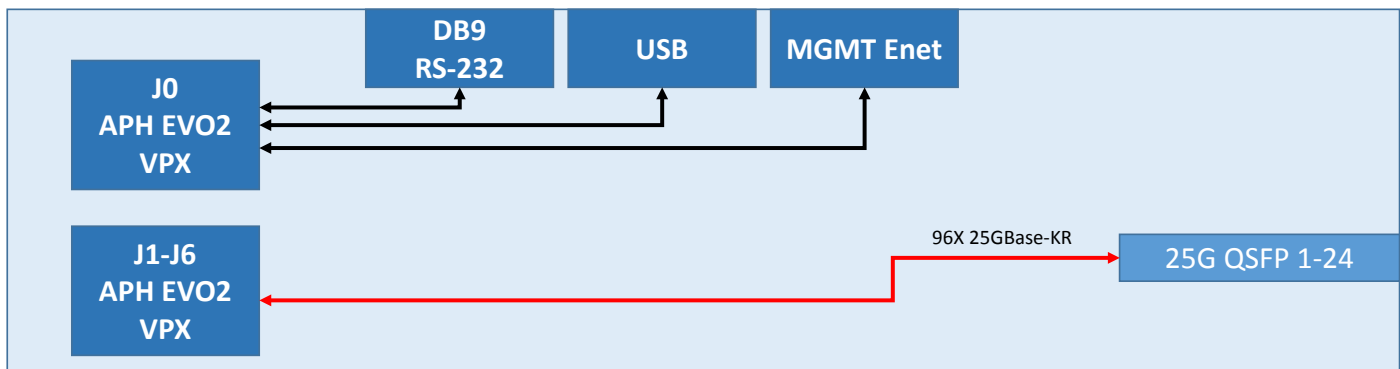 DB9
RS-232
USB
MGMT Enet
J0
APH EVO2
VPX
J1-J6
APH EVO2
VPX
96X 25GBase-KR
25G QSFP 1-24